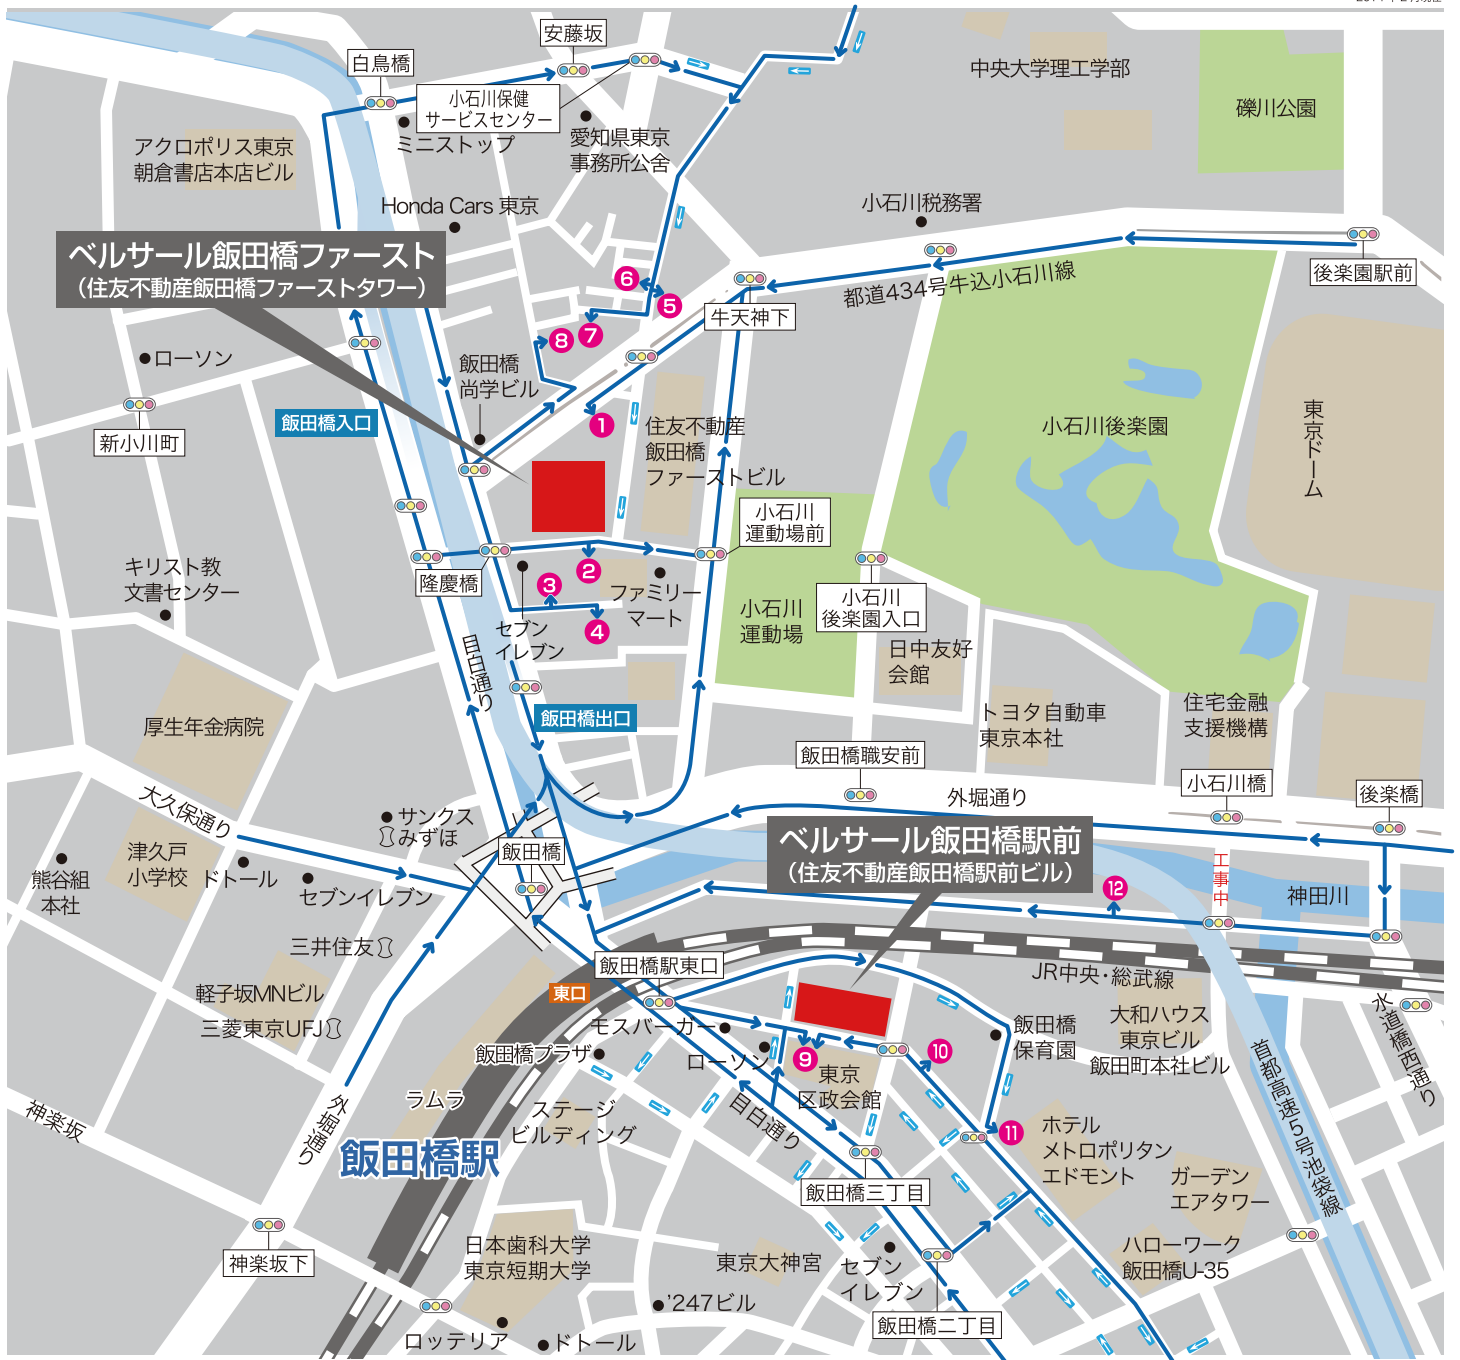 安藤坂
白鳥橋
中央大学理工学部
小石川保健
サービスセンター
礫川公園
ミニストップ
愛知県東京
事務所公舎
アクロポリス東京
朝倉書店本店ビル
Honda Cars 東京
小石川税務署
ベルサール飯田橋ファースト
（住友不動産飯田橋ファーストタワー）
後楽園駅前
都道434号牛込小石川線
6
5
牛天神下
7
8
ローソン
飯田橋
尚学ビル
飯田橋入口
新小川町
1
住友不動産
飯田橋
ファーストビル
小石川後楽園
東京ドーム
小石川
運動場前
隆慶橋
2
3
4
ファミリー
マート
キリスト教
文書センター
セブン
イレブン
小石川
運動場
小石川
後楽園入口
日中友好
会館
目白通り
飯田橋出口
厚生年金病院
トヨタ自動車
東京本社
住宅金融
支援機構
飯田橋職安前
小石川橋
後楽橋
外堀通り
大久保通り
サンクス
みずほ
飯田橋
ベルサール飯田橋駅前
（住友不動産飯田橋駅前ビル）
津久戸
小学校
ドトール
熊谷組
本社
セブンイレブン
工事中
12
神田川
三井住友
飯田橋駅東口
JR中央・総武線
東口
軽子坂MNビル
三菱東京UFJ
モスバーガー
飯田橋プラザ
ローソン
9
10
東京
区政会館
飯田橋
保育園
大和ハウス
東京ビル
飯田町本社ビル
水道橋西通り
首都高速5号池袋線
ラムラ
神楽坂
外堀通り
飯田橋駅
ステージ
ビルディング
目白通り
11
ホテル
メトロポリタン
エドモント
ガーデン
エアタワー
飯田橋三丁目
神楽坂下
日本歯科大学
東京短期大学
東京大神宮
セブン
イレブン
ハローワーク
飯田橋U-35
'247ビル
飯田橋二丁目
ロッテリア
ドトール